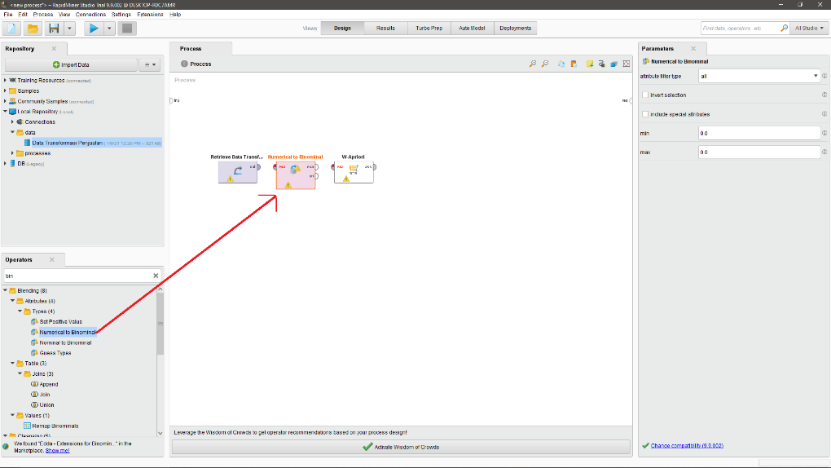 <new process*> – RapidMiner Studio Trial 9.9.002 @ DESKTOP-
File Edit Process View Connections Settings Extensions Help
Views: Design Results Turbo Prep Auto Model Deployments
Find data, operators...etc
All Studio
Repository
Import Data
Training Resources (connected)
Samples
Community Samples (connected)
Local Repository (Local)
Connections
data
Data Transformasi Penjualan
processes
DB (Legacy)
Operators
bin
Blending (8)
Attributes (4)
Types (4)
Set Positive Value
Numerical to Binominal
Nominal to Binominal
Guess Types
Table (3)
Joins (3)
Append
Join
Union
Values (1)
Remap Binominals
We found "Edda - Extensions for Binomin..." in the
Marketplace. Show me!
Process
Process
Process
inp
res
Retrieve Data Transf...
Numerical to Binominal
W-Apriori
out
exa
exa
ori
exa
Leverage the Wisdom of Crowds to get operator recommendations based on your process design!
Activate Wisdom of Crowds
Parameters
Numerical to Binominal
attribute filter type
all
invert selection
include special attributes
min
0.0
max
0.0
Change compatibility (9.9.002)